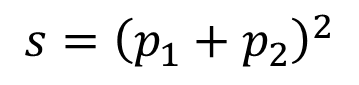 s = (p₁ + p₂)²